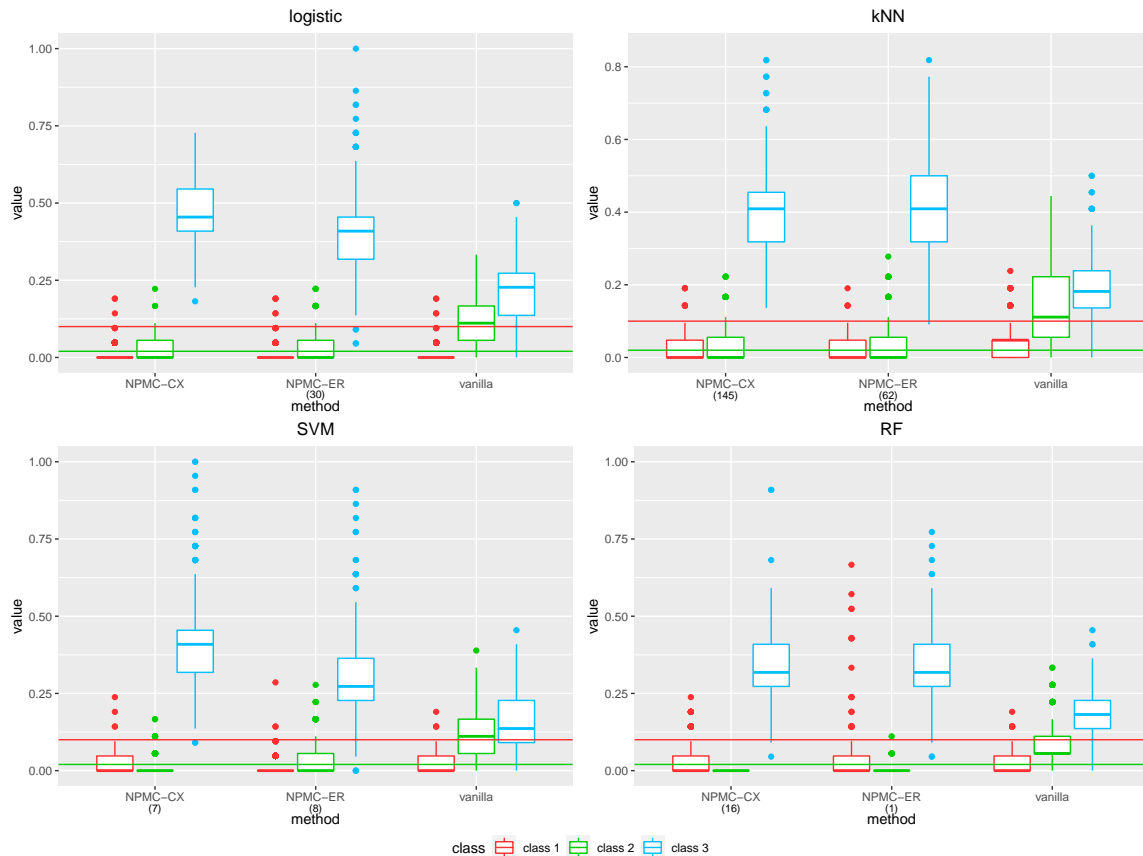 logistic
1.00
0.75
0.50
0.25
0.00
value
NPMC−CX
NPMC−ER
(30)
vanilla
method
kNN
0.8
0.6
0.4
0.2
0.0
value
NPMC−CX
(145)
NPMC−ER
(62)
vanilla
method
SVM
1.00
0.75
0.50
0.25
0.00
value
NPMC−CX
(7)
NPMC−ER
(8)
vanilla
method
RF
1.00
0.75
0.50
0.25
0.00
value
NPMC−CX
(16)
NPMC−ER
(1)
vanilla
method
class class 1 class 2 class 3